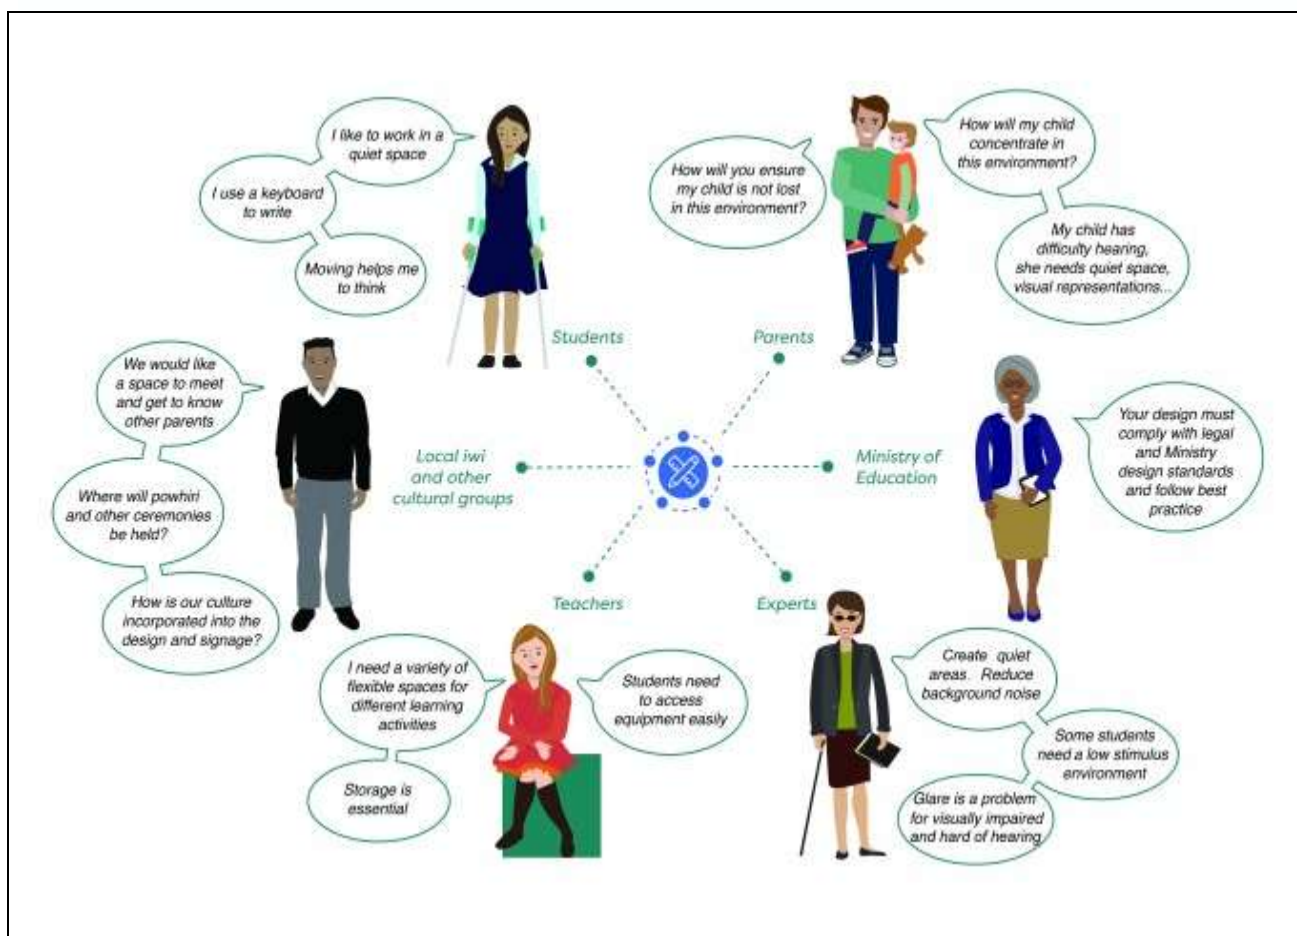 I like to work in a
quiet space
I use a keyboard
to write
Moving helps me
to think
Students
How will you ensure
my child is not lost
in this environment?
How will my child
concentrate in
this environment?
My child has
difficulty hearing,
she needs quiet space,
visual representations...
Parents
We would like
a space to meet
and get to know
other parents
Where will powhiri
and other ceremonies
be held?
How is our culture
incorporated into the
design and signage?
Local iwi
and other
cultural groups
Your design must
comply with legal
and Ministry
design standards
and follow best
practice
Ministry of
Education
Teachers
I need a variety of
flexible spaces for
different learning
activities
Storage is
essential
Students need
to access
equipment easily
Experts
Create quiet
areas. Reduce
background noise
Some students
need a low stimulus
environment
Glare is a problem
for visually impaired
and hard of hearing